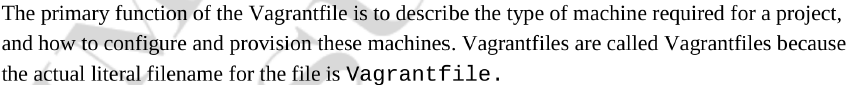 The primary function of the Vagrantfile is to describe the type of machine required for a project,
and how to configure and provision these machines. Vagrantfiles are called Vagrantfiles because
the actual literal filename for the file is Vagrantfile.